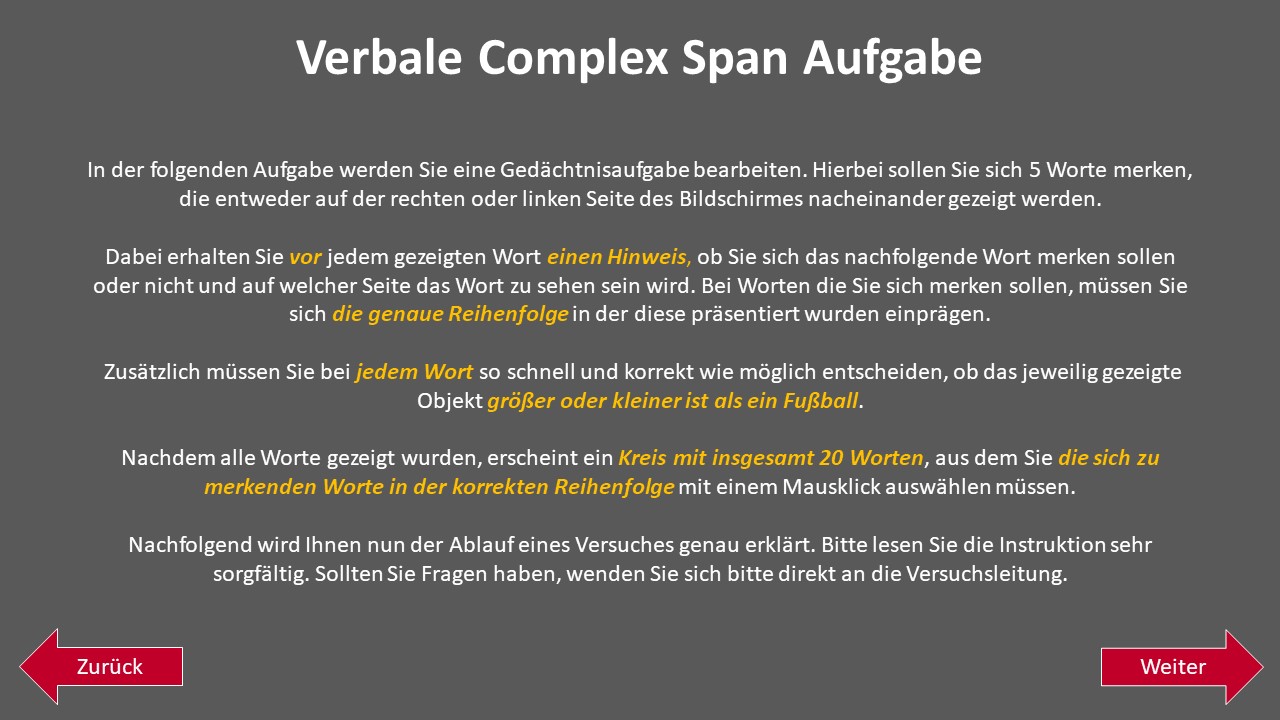 Verbale Complex Span Aufgabe
In der folgenden Aufgabe werden Sie eine Gedächtnisaufgabe bearbeiten. Hierbei sollen Sie sich 5 Worte merken,
die entweder auf der rechten oder linken Seite des Bildschirmes nacheinander gezeigt werden.
Dabei erhalten Sie vor jedem gezeigten Wort einen Hinweis, ob Sie sich das nachfolgende Wort merken sollen
oder nicht und auf welcher Seite das Wort zu sehen sein wird. Bei Worten die Sie sich merken sollen, müssen Sie
sich die genaue Reihenfolge in der diese präsentiert wurden einprägen.
Zusätzlich müssen Sie bei jedem Wort so schnell und korrekt wie möglich entscheiden, ob das jeweilig gezeigte
Objekt größer oder kleiner ist als ein Fußball.
Nachdem alle Worte gezeigt wurden, erscheint ein Kreis mit insgesamt 20 Worten, aus dem Sie die sich zu
merkenden Worte in der korrekten Reihenfolge mit einem Mausklick auswählen müssen.
Nachfolgend wird Ihnen nun der Ablauf eines Versuches genau erklärt. Bitte lesen Sie die Instruktion sehr
sorgfältig. Sollten Sie Fragen haben, wenden Sie sich bitte direkt an die Versuchsleitung.
Zurück
Weiter